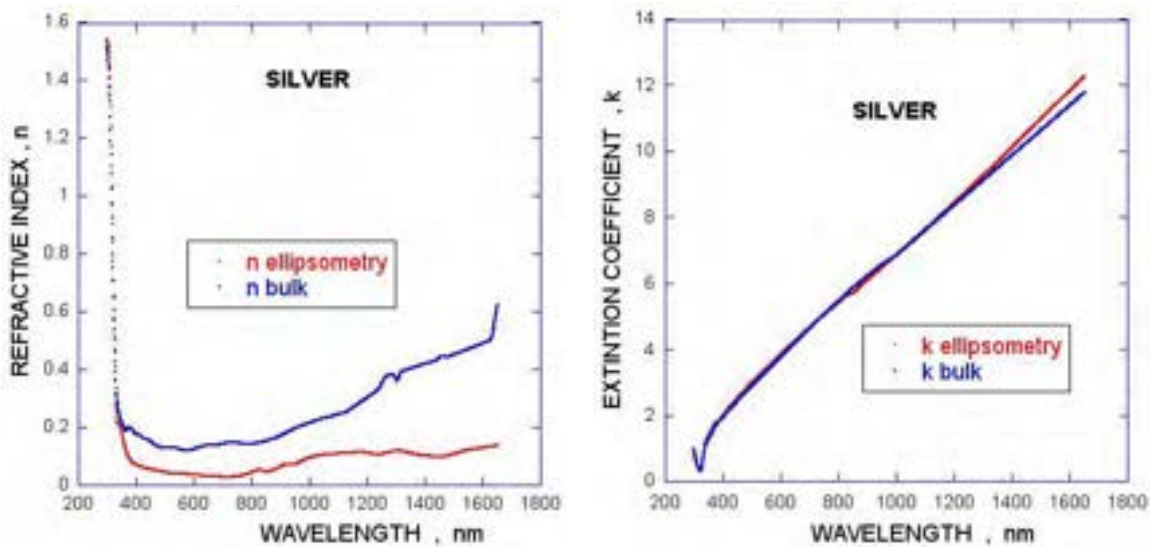 REFRACTIVE INDEX , n
1.6
1.4
1.2
1
0.8
0.6
0.4
0.2
0
SILVER
n ellipsometry
n bulk
200 400 600 800 1000 1200 1400 1600 1800
WAVELENGTH , nm
EXTINTION COEFFICIENT , k
14
12
10
8
6
4
2
0
SILVER
k ellipsometry
k bulk
200 400 600 800 1000 1200 1400 1600 1800
WAVELENGTH , nm